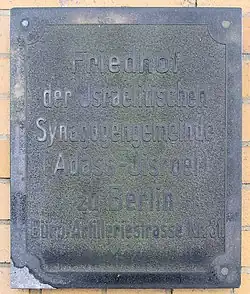 Friedhof
der Israelitischen
Synagogengemeinde
Adass Jisroel
zu Berlin
Büro Artilleriestrasse No. 31